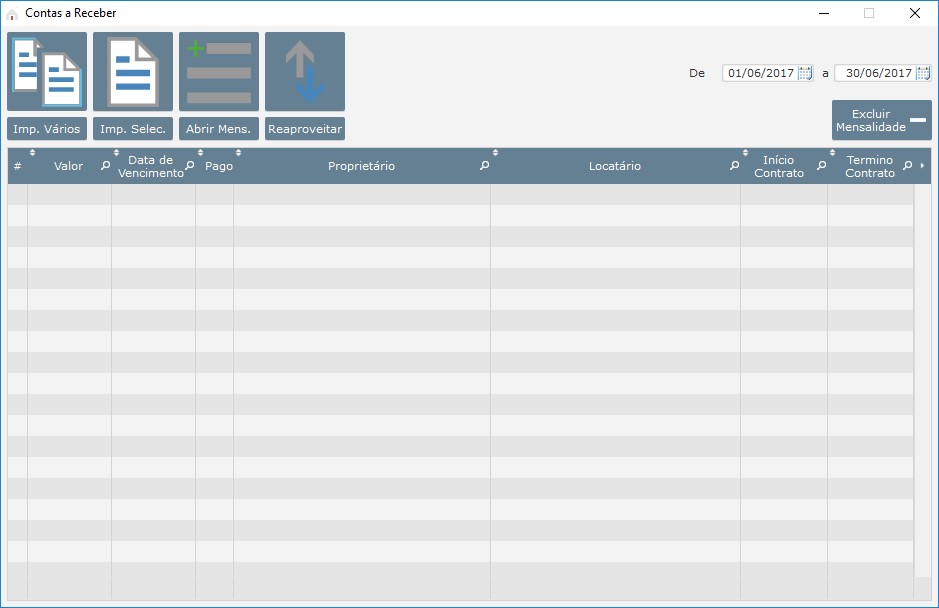 Contas a Receber
De 01/06/2017 a 30/06/2017
Imp. Vários
Imp. Selec.
Abrir Mens.
Reaproveitar
Excluir
Mensalidade
#
Valor
Data de
Vencimento
Pago
Proprietário
Locatário
Início
Contrato
Termino
Contrato